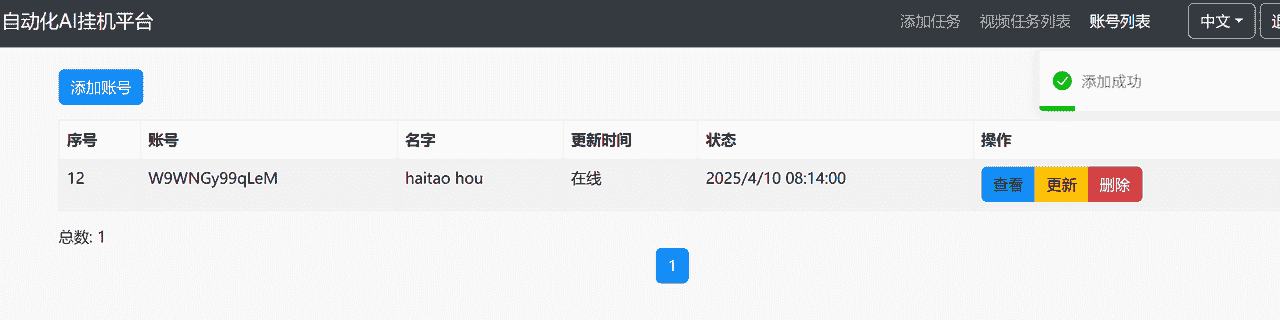 自动化AI挂机平台 添加任务 视频任务列表 账号列表 中文
添加成功
添加账号
序号 账号 名字 更新时间 状态 操作
12 W9WNGy99qLeM haitao hou 在线 2025/4/10 08:14:00 查看 更新 删除
总数: 1
1